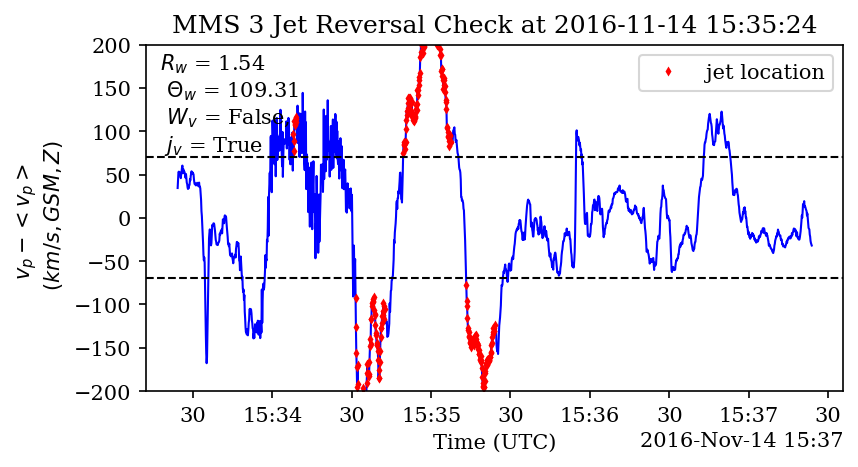 MMS 3 Jet Reversal Check at 2016-11-14 15:35:24
R_w = 1.54
Θ_w = 109.31
W_v = False
j_v = True
jet location
v_p − < v_p >
(km/s, GSM, Z)
200
150
100
50
0
−50
−100
−150
−200
30 15:34 30 15:35 30 15:36 30 15:37 30
Time (UTC)
2016-Nov-14 15:37